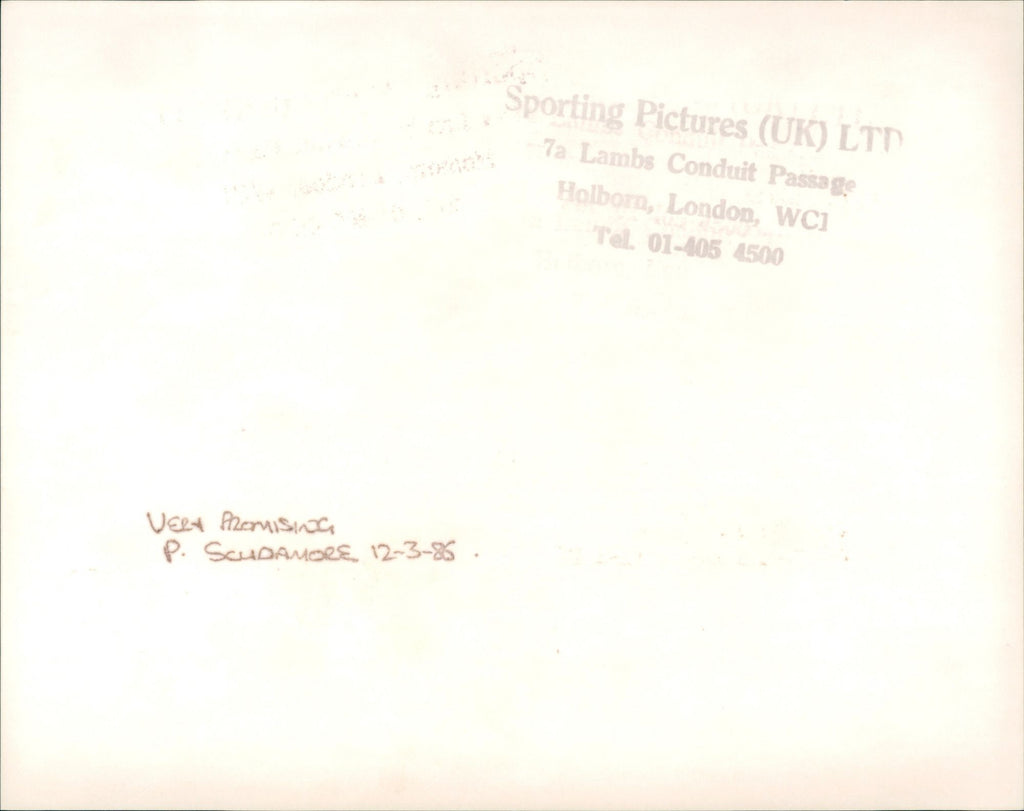 Sporting Pictures (UK) LTD
7a Lambs Conduit Passage
Holborn, London, WC1
Tel. 01-405 4500
VERY PROMISING
P. SCUDAMORE 12-3-86.